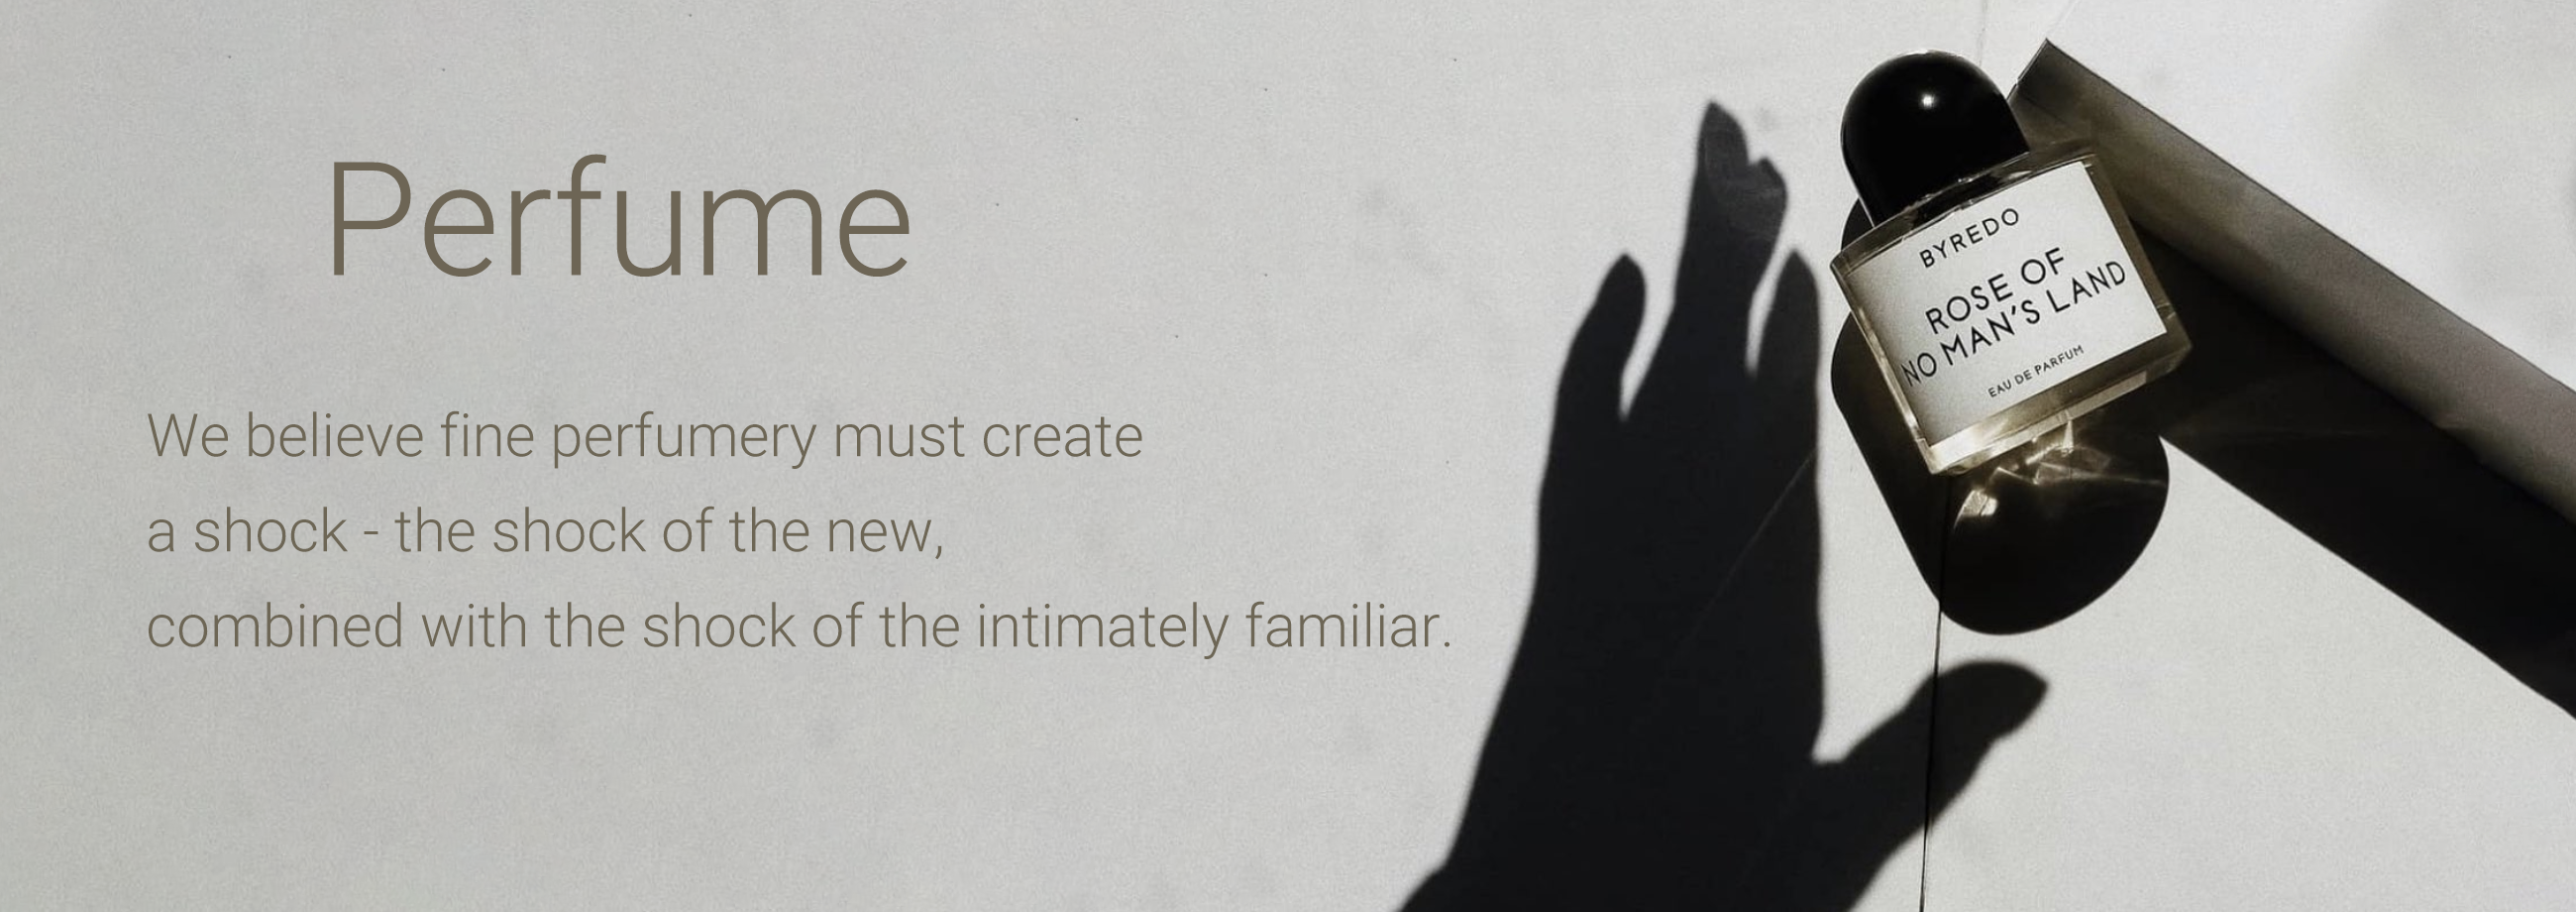 Perfume
We believe fine perfumery must create
a shock - the shock of the new,
combined with the shock of the intimately familiar.
BYREDO
ROSE OF
NO MAN'S LAND
EAU DE PARFUM